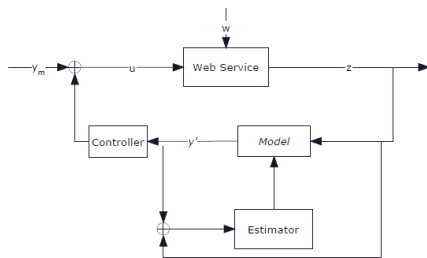 w
y_m
u
Web Service
z
Controller
y'
Model
Estimator